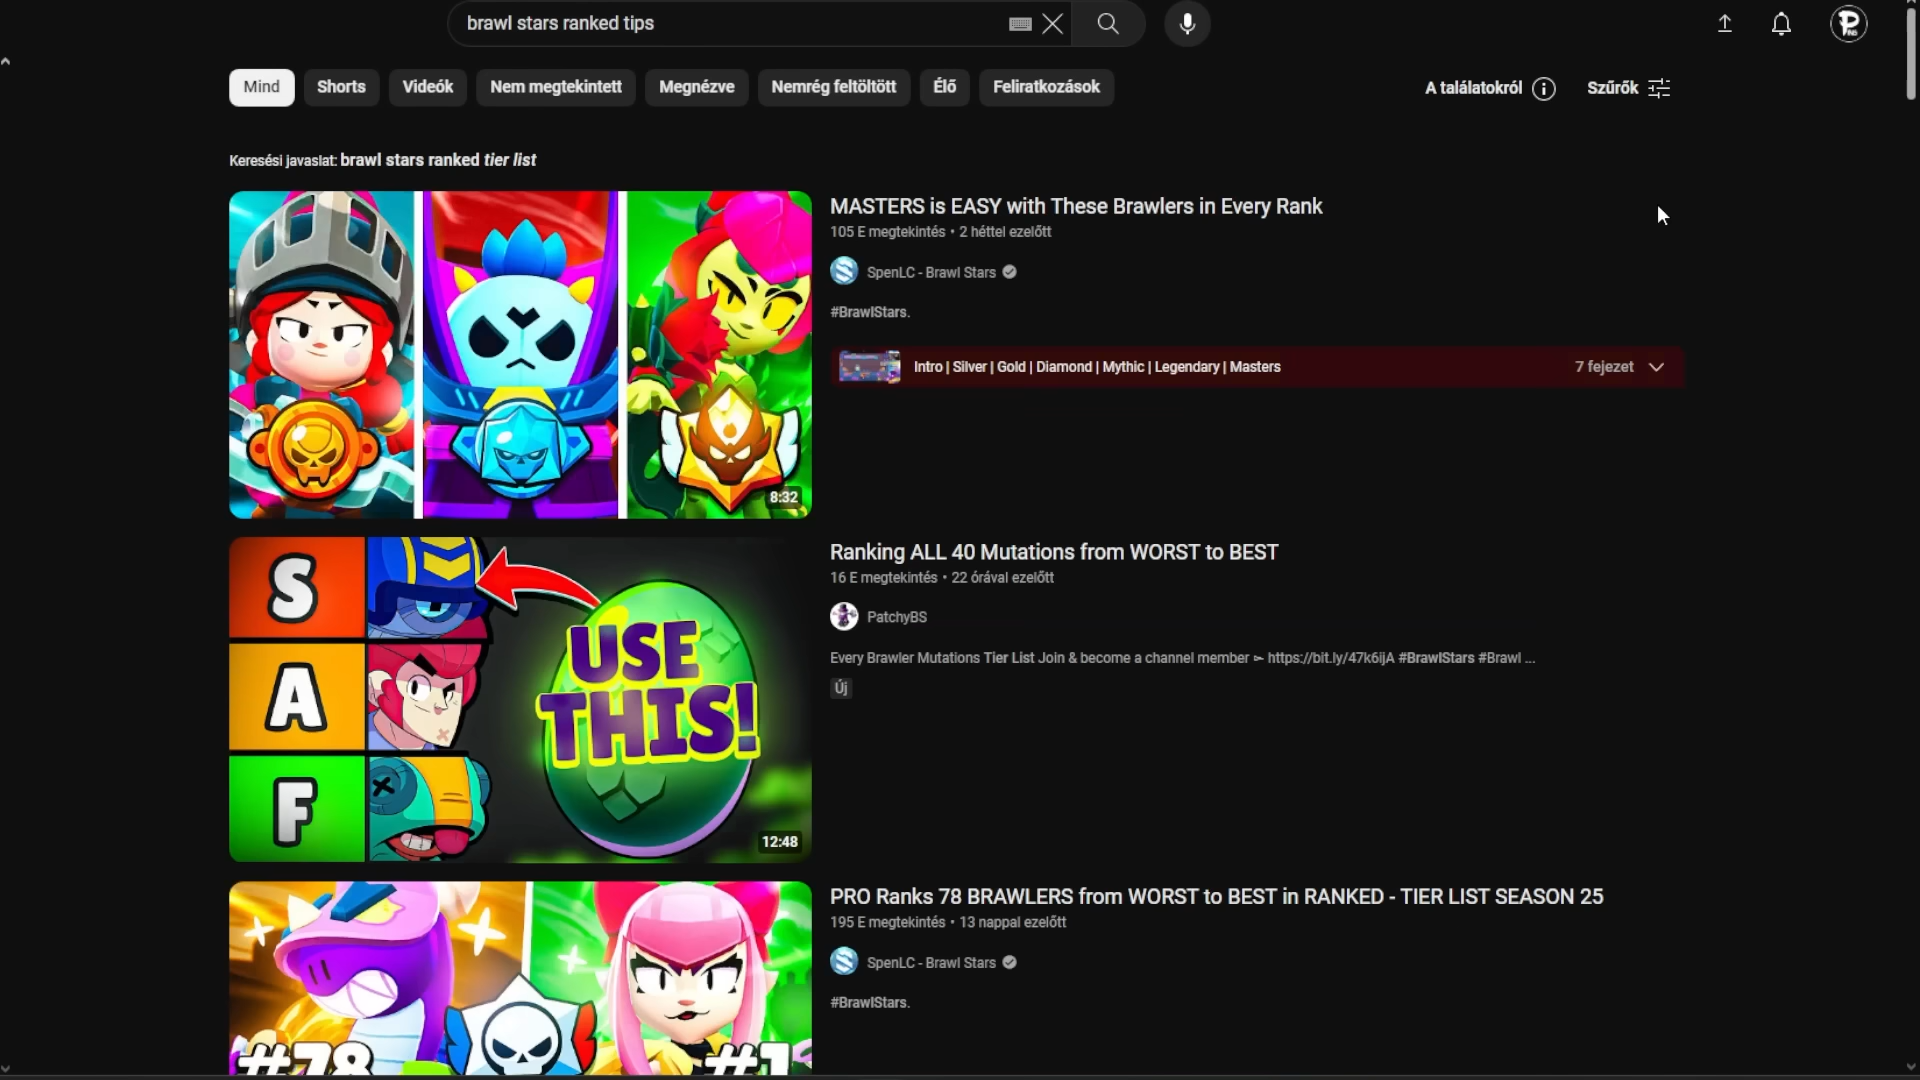 brawl stars ranked tips
Mind
Shorts
Videók
Nem megtekintett
Megnézve
Nemrég feltöltött
Élő
Feliratkozások
A találatokról
Szűrők
Keresési javaslat: brawl stars ranked tier list
8:32
MASTERS is EASY with These Brawlers in Every Rank
105 E megtekintés • 2 héttel ezelőtt
SpenLC - Brawl Stars
#BrawlStars.
Intro | Silver | Gold | Diamond | Mythic | Legendary | Masters
7 fejezet
S
A
F
USE
THIS!
12:48
Ranking ALL 40 Mutations from WORST to BEST
16 E megtekintés • 22 órával ezelőtt
PatchyBS
Every Brawler Mutations Tier List Join & become a channel member ➛ https://bit.ly/47k6ijA #BrawlStars #Brawl ...
Új
#78
#1
PRO Ranks 78 BRAWLERS from WORST to BEST in RANKED - TIER LIST SEASON 25
195 E megtekintés • 13 nappal ezelőtt
SpenLC - Brawl Stars
#BrawlStars.